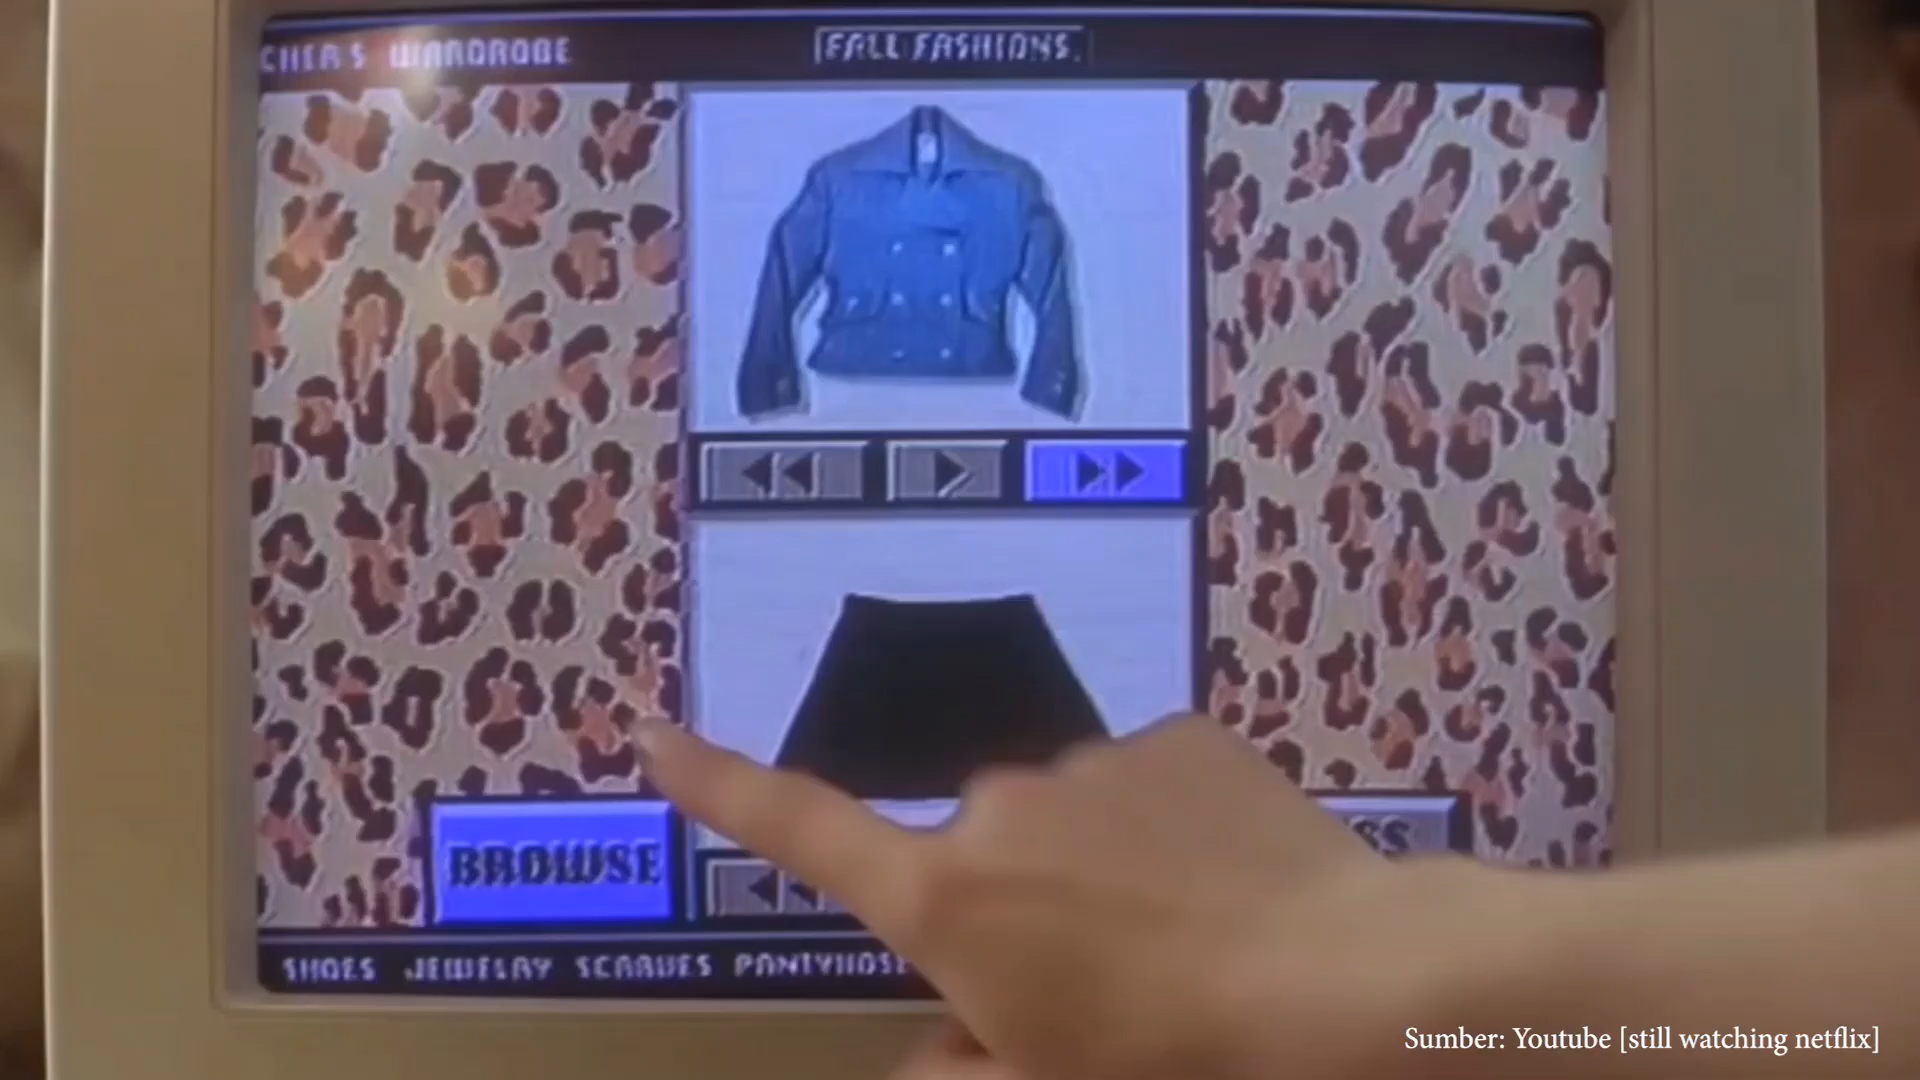 CHER'S WARDROBE
FALL FASHIONS.
BROWSE
SHOES JEWELRY SCARVES PANTYHOSE
Sumber: Youtube [still watching netflix]